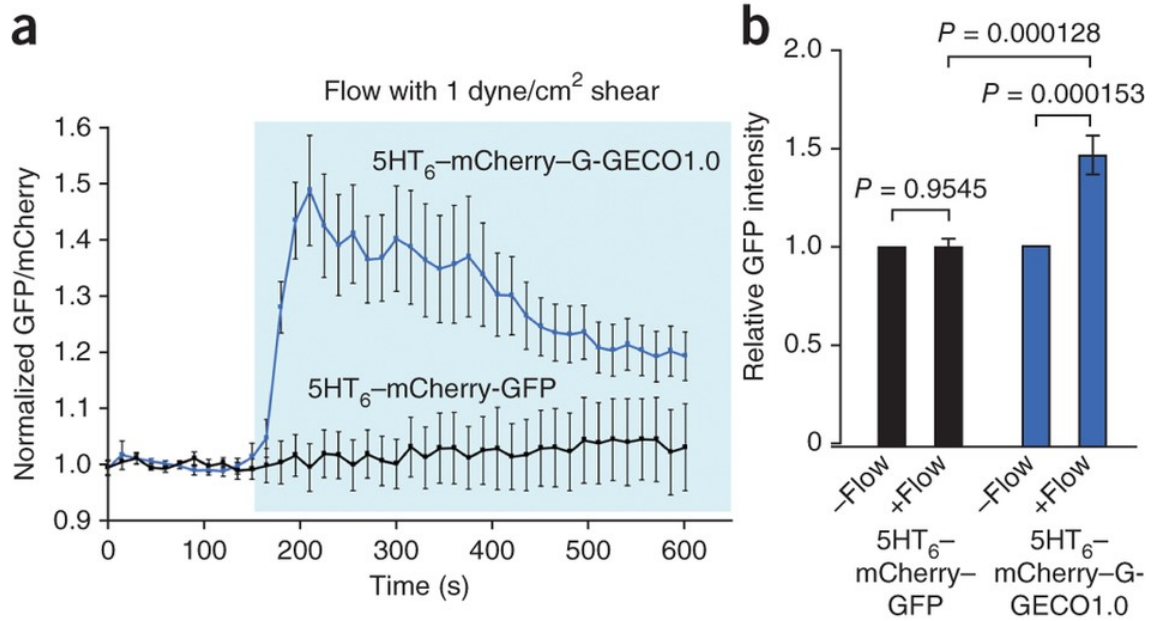 a
Flow with 1 dyne/cm2 shear
Normalized GFP/mCherry
1.6
1.5
1.4
1.3
1.2
1.1
1.0
0.9
5HT6–mCherry–G-GECO1.0
5HT6–mCherry-GFP
0 100 200 300 400 500 600
Time (s)
b
Relative GFP intensity
2.0
1.5
1.0
0.5
0
P = 0.000128
P = 0.000153
P = 0.9545
–Flow +Flow –Flow +Flow
5HT6–
mCherry–
GFP
5HT6–
mCherry–G-
GECO1.0